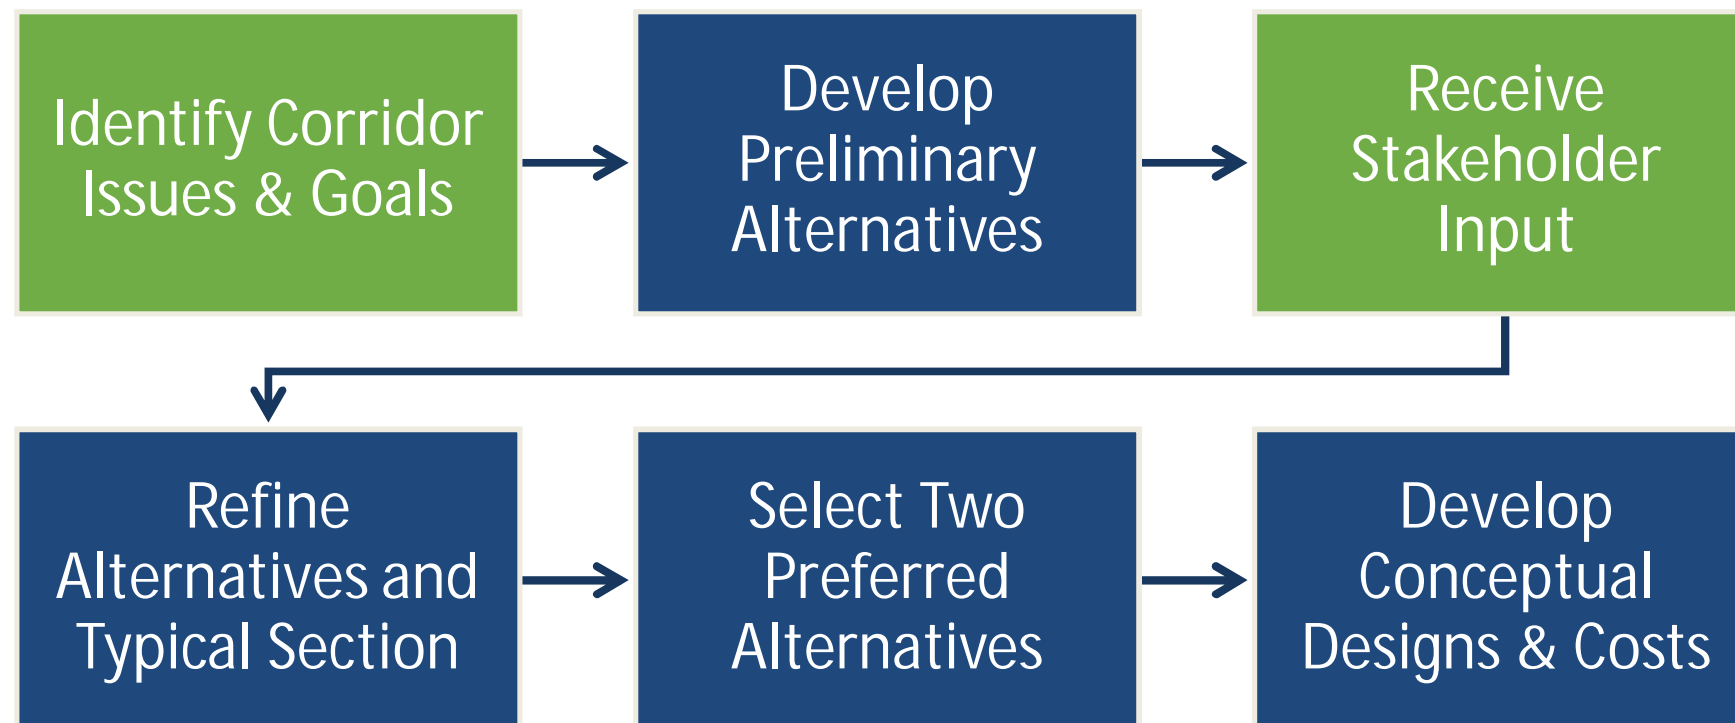 Identify Corridor
Issues & Goals
Develop
Preliminary
Alternatives
Receive
Stakeholder
Input
Refine
Alternatives and
Typical Section
Select Two
Preferred
Alternatives
Develop
Conceptual
Designs & Costs